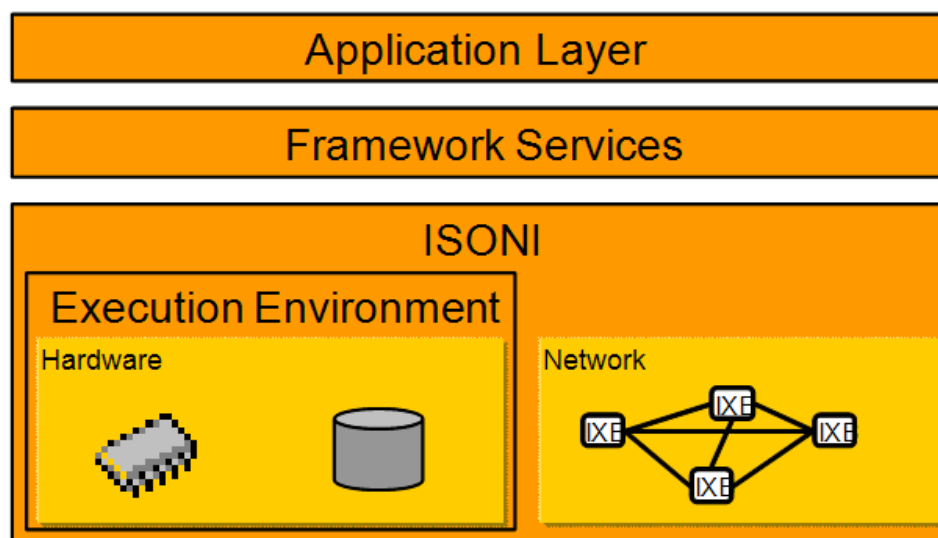 Application Layer
Framework Services
ISONI
Execution Environment
Hardware
Network
IXE
IXE
IXE
IXE